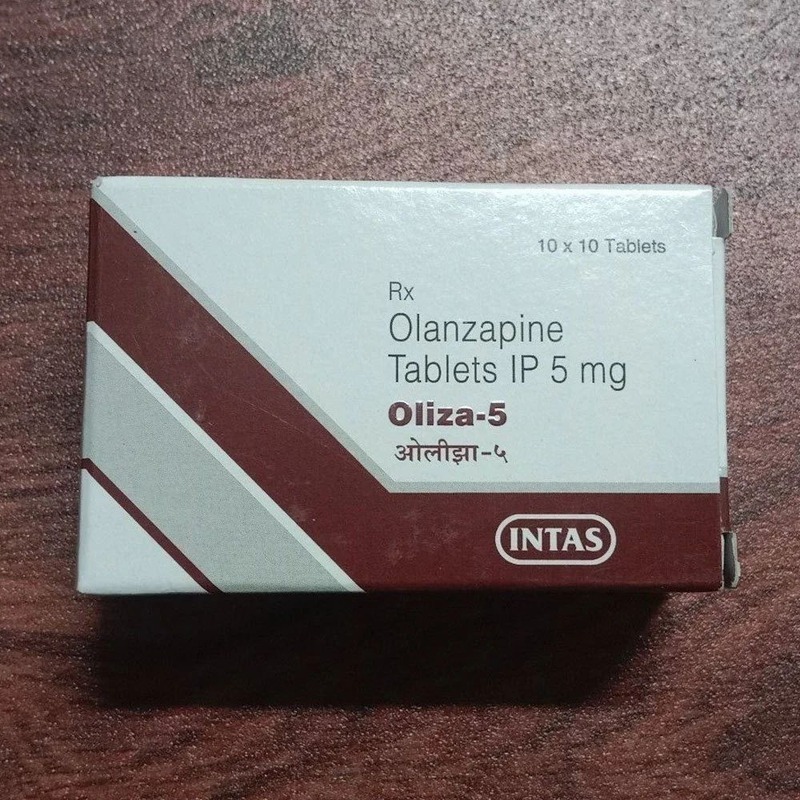 10 x 10 Tablets
Rx
Olanzapine
Tablets IP 5 mg
Oliza-5
ओलीझा-५
INTAS